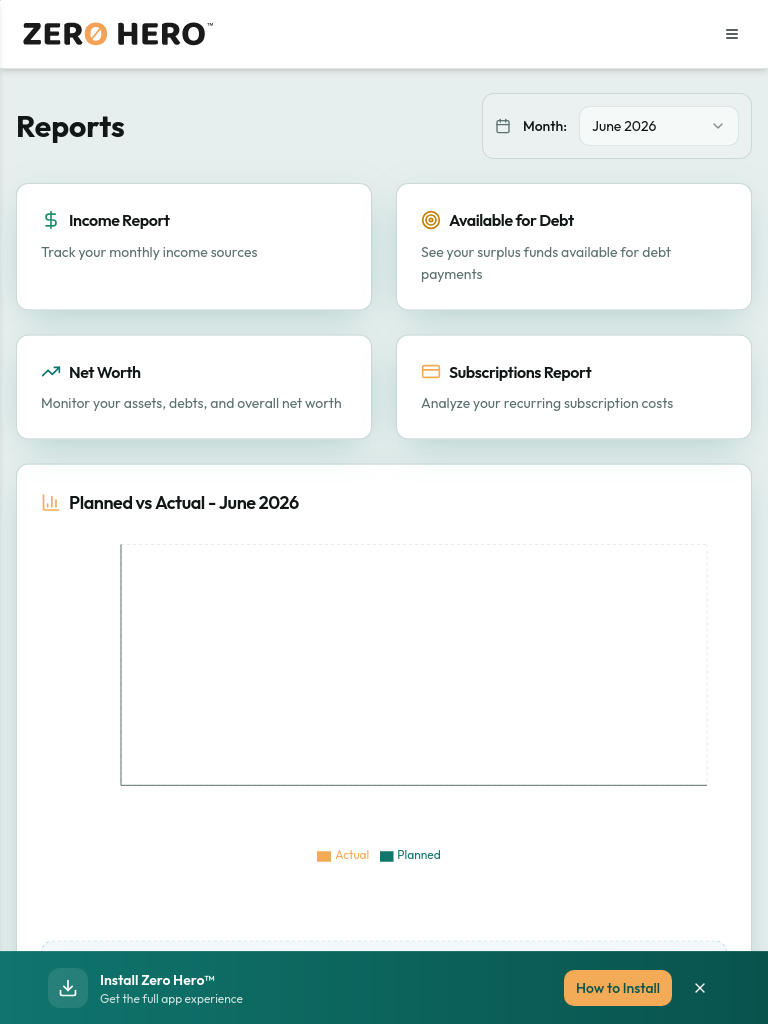 ZERO HERO™
Reports
Month:
June 2026
Income Report
Track your monthly income sources
Available for Debt
See your surplus funds available for debt
payments
Net Worth
Monitor your assets, debts, and overall net worth
Subscriptions Report
Analyze your recurring subscription costs
Planned vs Actual - June 2026
Actual
Planned
Install Zero Hero™
Get the full app experience
How to Install